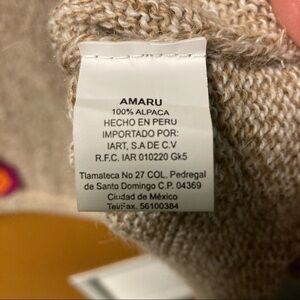 AMARU
100% ALPACA
HECHO EN PERU
IMPORTADO POR:
IART, S.A DE C.V
R.F.C. IAR 010220 Gk5
Tlamateca No 27 COL. Pedregal
de Santo Domingo C.P. 04369
Ciudad de México
Tel/Fax. 56100384